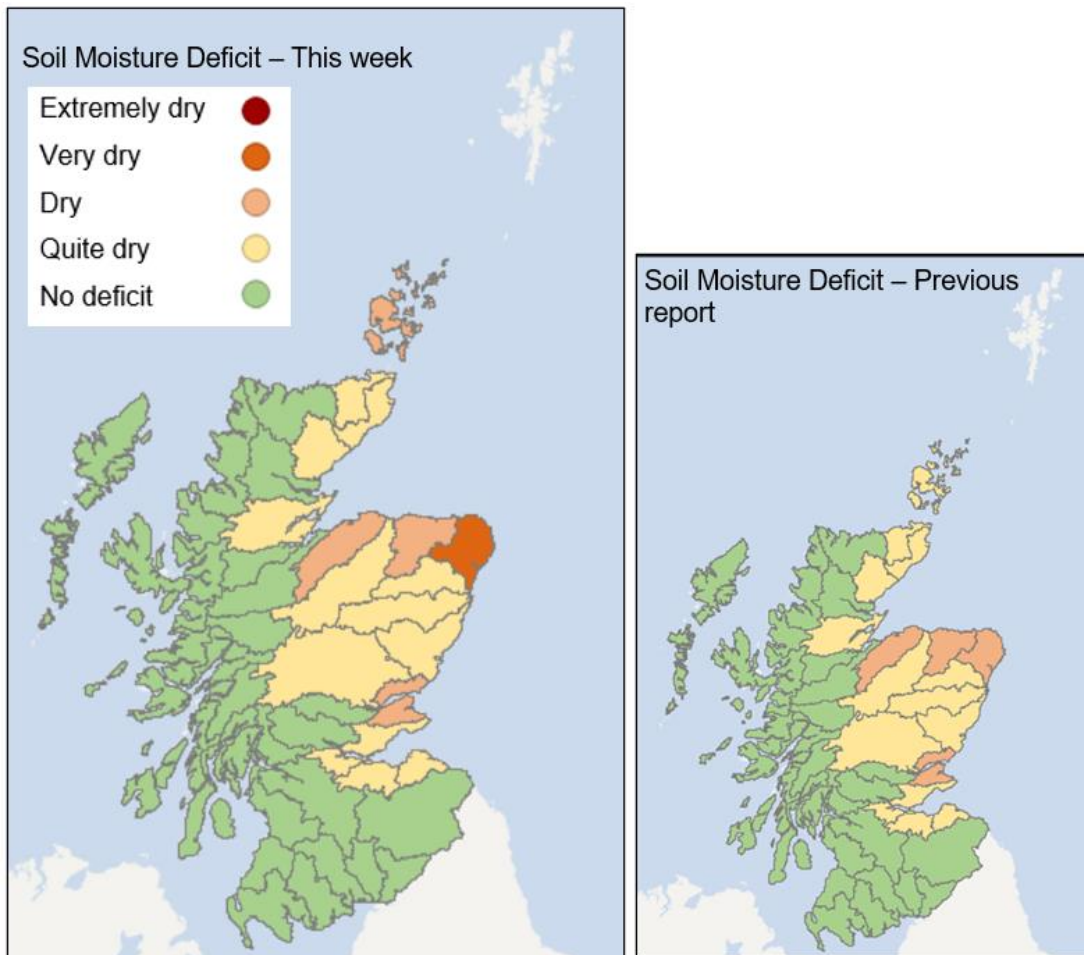 Soil Moisture Deficit – This week
Extremely dry
Very dry
Dry
Quite dry
No deficit
Soil Moisture Deficit – Previous
report